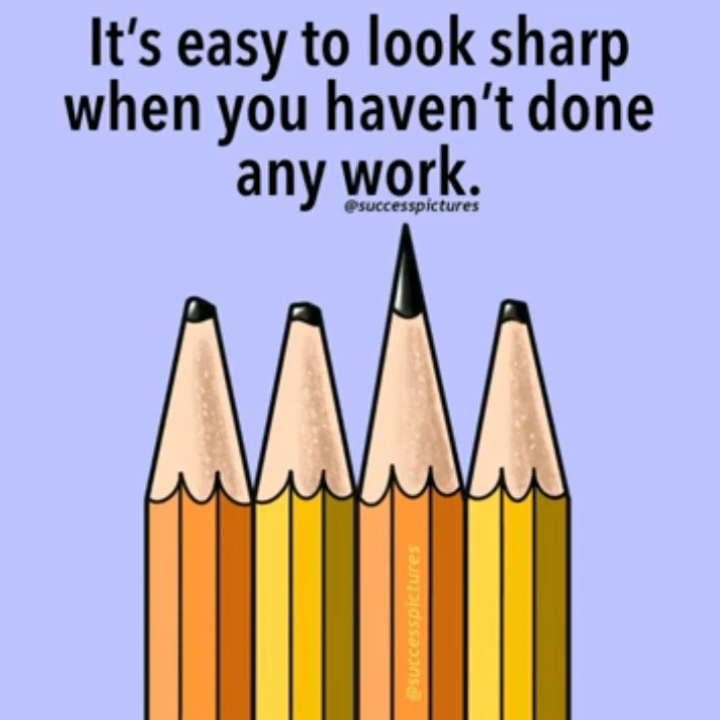 It's easy to look sharp
when you haven't done
any work.
@successpictures
@successpictures